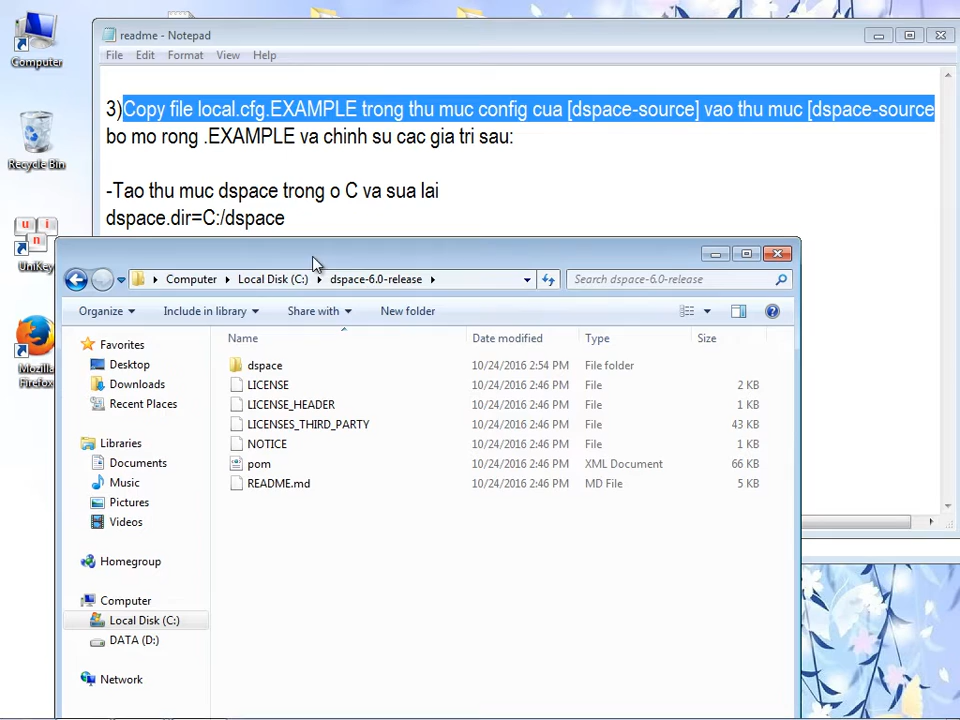 Computer
Recycle Bin
UniKey
Mozilla
Firefox
readme - Notepad
File Edit Format View Help
3)Copy file local.cfg.EXAMPLE trong thu muc config cua [dspace-source] vao thu muc [dspace-source
bo mo rong .EXAMPLE va chinh su cac gia tri sau:
-Tao thu muc dspace trong o C va sua lai
dspace.dir=C:/dspace
Computer Local Disk (C:) dspace-6.0-release Search dspace-6.0-release
Organize Include in library Share with New folder
Name Date modified Type Size
dspace 10/24/2016 2:54 PM File folder
LICENSE 10/24/2016 2:46 PM File 2 KB
LICENSE_HEADER 10/24/2016 2:46 PM File 1 KB
LICENSES_THIRD_PARTY 10/24/2016 2:46 PM File 43 KB
NOTICE 10/24/2016 2:46 PM File 1 KB
pom 10/24/2016 2:46 PM XML Document 66 KB
README.md 10/24/2016 2:46 PM MD File 5 KB
Favorites
Desktop
Downloads
Recent Places
Libraries
Documents
Music
Pictures
Videos
Homegroup
Computer
Local Disk (C:)
DATA (D:)
Network